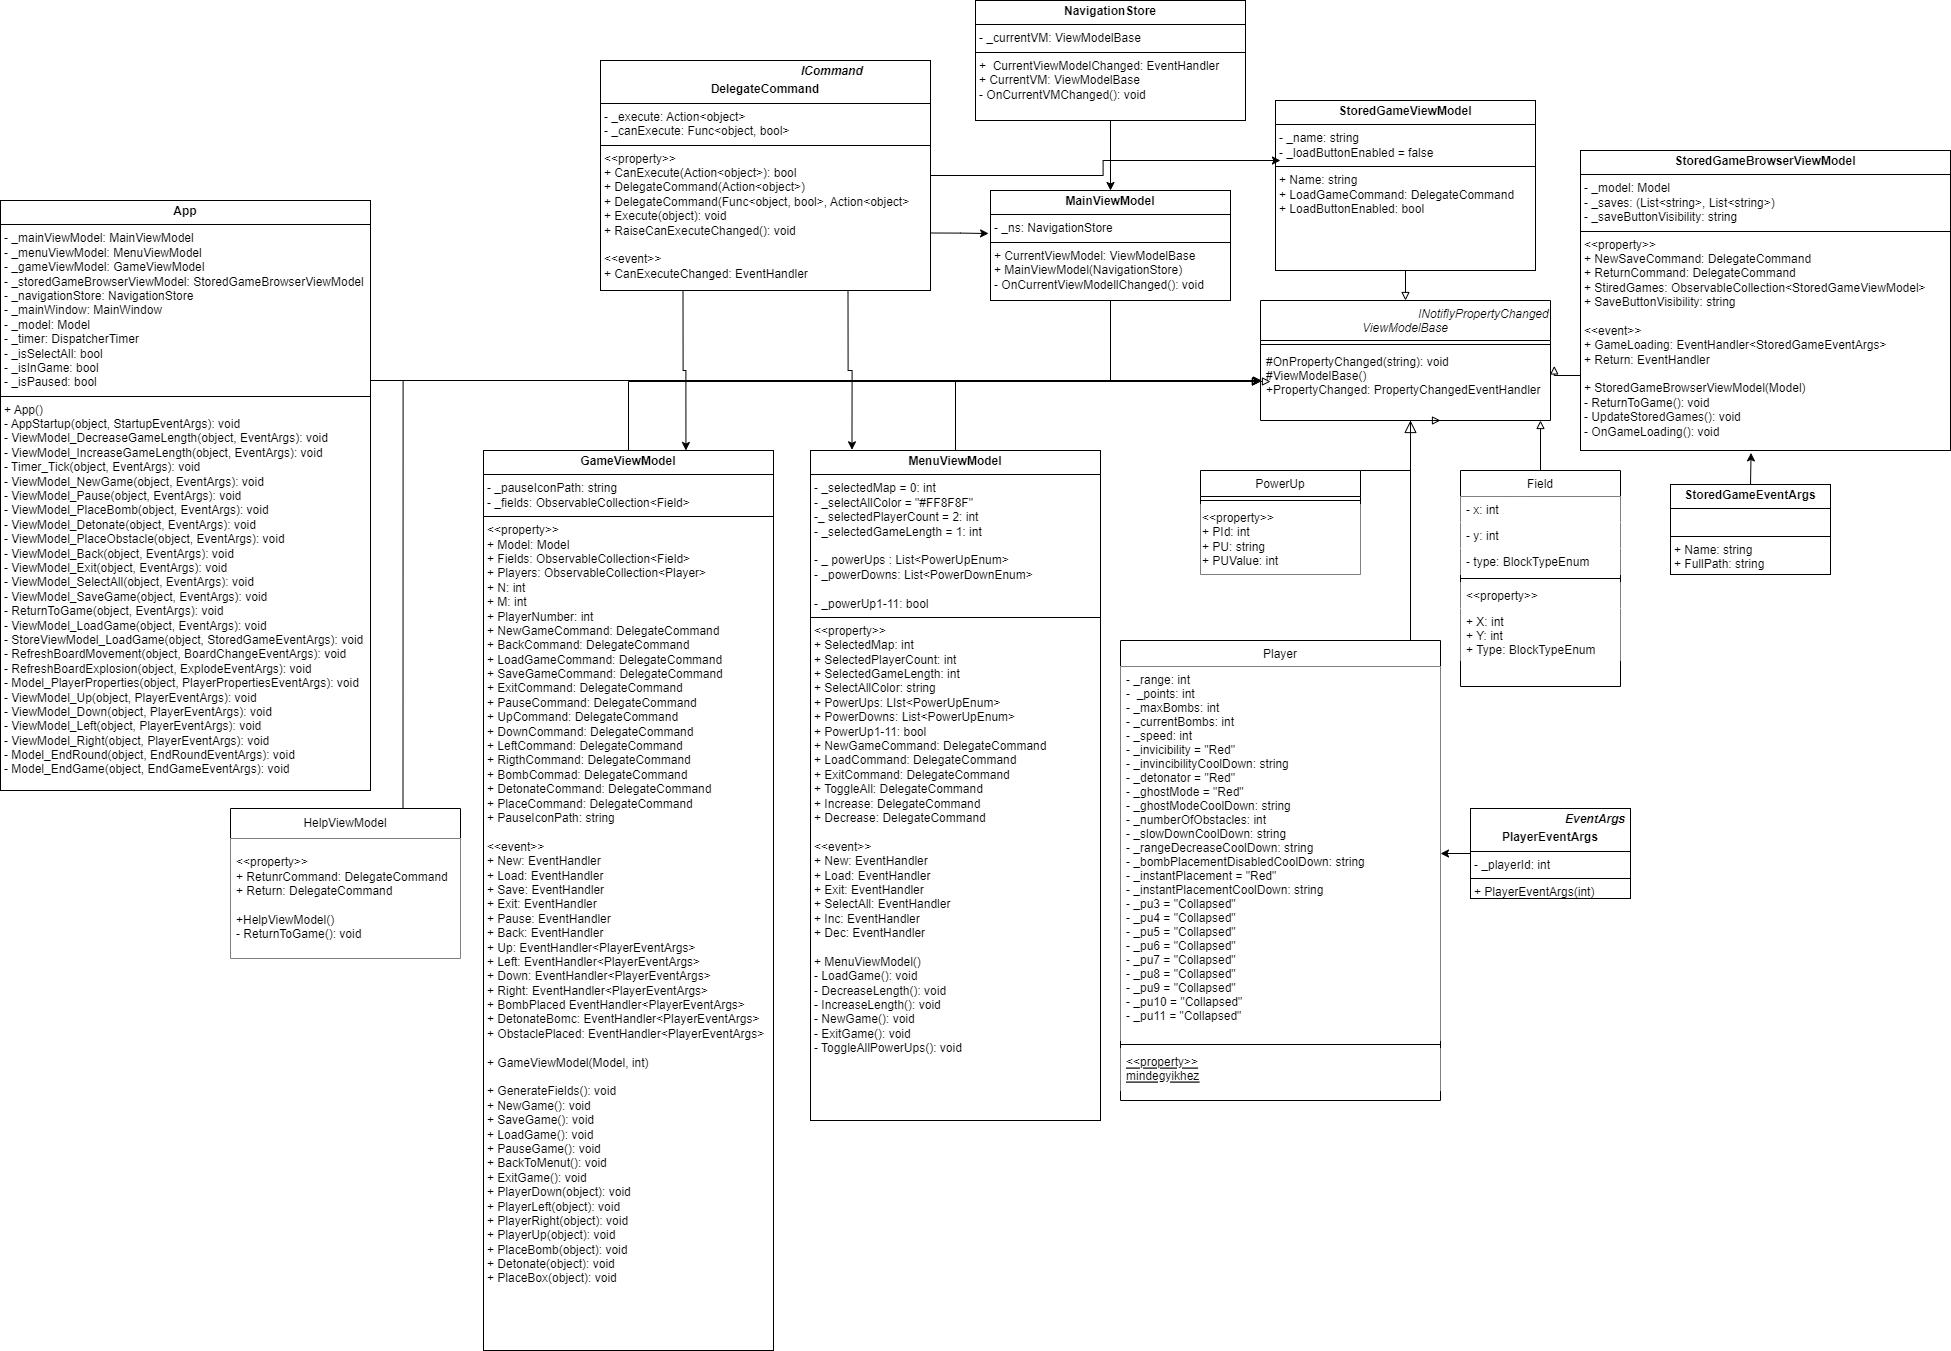 NavigationStore
- _currentVM: ViewModelBase
+  CurrentViewModelChanged: EventHandler
+ CurrentVM: ViewModelBase
- OnCurrentVMChanged(): void
ICommand
DelegateCommand
- _execute: Action<object>
- _canExecute: Func<object, bool>
<<property>>
+ CanExecute(Action<object>): bool
+ DelegateCommand(Action<object>)
+ DelegateCommand(Func<object, bool>, Action<object>
+ Execute(object): void
+ RaiseCanExecuteChanged(): void
<<event>>
+ CanExecuteChanged: EventHandler
StoredGameViewModel
- _name: string
- _loadButtonEnabled = false
+ Name: string
+ LoadGameCommand: DelegateCommand
+ LoadButtonEnabled: bool
StoredGameBrowserViewModel
- _model: Model
- _saves: (List<string>, List<string>)
- _saveButtonVisibility: string
<<property>>
+ NewSaveCommand: DelegateCommand
+ ReturnCommand: DelegateCommand
+ StiredGames: ObservableCollection<StoredGameViewModel>
+ SaveButtonVisibility: string
<<event>>
+ GameLoading: EventHandler<StoredGameEventArgs>
+ Return: EventHandler
+ StoredGameBrowserViewModel(Model)
- ReturnToGame(): void
- UpdateStoredGames(): void
- OnGameLoading(): void
MainViewModel
- _ns: NavigationStore
+ CurrentViewModel: ViewModelBase
+ MainViewModel(NavigationStore)
- OnCurrentViewModellChanged(): void
App
- _mainViewModel: MainViewModel
- _menuViewModel: MenuViewModel
- _gameViewModel: GameViewModel
- _storedGameBrowserViewModel: StoredGameBrowserViewModel
- _navigationStore: NavigationStore
- _mainWindow: MainWindow
- _model: Model
- _timer: DispatcherTimer
- _isSelectAll: bool
- _isInGame: bool
- _isPaused: bool
+ App()
- AppStartup(object, StartupEventArgs): void
- ViewModel_DecreaseGameLength(object, EventArgs): void
- ViewModel_IncreaseGameLength(object, EventArgs): void
- Timer_Tick(object, EventArgs): void
- ViewModel_NewGame(object, EventArgs): void
- ViewModel_Pause(object, EventArgs): void
- ViewModel_PlaceBomb(object, EventArgs): void
- ViewModel_Detonate(object, EventArgs): void
- ViewModel_PlaceObstacle(object, EventArgs): void
- ViewModel_Back(object, EventArgs): void
- ViewModel_Exit(object, EventArgs): void
- ViewModel_SelectAll(object, EventArgs): void
- ViewModel_SaveGame(object, EventArgs): void
- ReturnToGame(object, EventArgs): void
- ViewModel_LoadGame(object, EventArgs): void
- StoreViewModel_LoadGame(object, StoredGameEventArgs): void
- RefreshBoardMovement(object, BoardChangeEventArgs): void
- RefreshBoardExplosion(object, ExplodeEventArgs): void
- Model_PlayerProperties(object, PlayerPropertiesEventArgs): void
- ViewModel_Up(object, PlayerEventArgs): void
- ViewModel_Down(object, PlayerEventArgs): void
- ViewModel_Left(object, PlayerEventArgs): void
- ViewModel_Right(object, PlayerEventArgs): void
- Model_EndRound(object, EndRoundEventArgs): void
- Model_EndGame(object, EndGameEventArgs): void
INotiflyPropertyChanged
ViewModelBase
#OnPropertyChanged(string): void
#ViewModelBase()
+PropertyChanged: PropertyChangedEventHandler
GameViewModel
- _pauseIconPath: string
- _fields: ObservableCollection<Field>
<<property>>
+ Model: Model
+ Fields: ObservableCollection<Field>
+ Players: ObservableCollection<Player>
+ N: int
+ M: int
+ PlayerNumber: int
+ NewGameCommand: DelegateCommand
+ BackCommand: DelegateCommand
+ LoadGameCommand: DelegateCommand
+ SaveGameCommand: DelegateCommand
+ ExitCommand: DelegateCommand
+ PauseCommand: DelegateCommand
+ UpCommand: DelegateCommand
+ DownCommand: DelegateCommand
+ LeftCommand: DelegateCommand
+ RigthCommand: DelegateCommand
+ BombCommad: DelegateCommand
+ DetonateCommand: DelegateCommand
+ PlaceCommand: DelegateCommand
+ PauseIconPath: string
<<event>>
+ New: EventHandler
+ Load: EventHandler
+ Save: EventHandler
+ Exit: EventHandler
+ Pause: EventHandler
+ Back: EventHandler
+ Up: EventHandler<PlayerEventArgs>
+ Left: EventHandler<PlayerEventArgs>
+ Down: EventHandler<PlayerEventArgs>
+ Right: EventHandler<PlayerEventArgs>
+ BombPlaced EventHandler<PlayerEventArgs>
+ DetonateBomc: EventHandler<PlayerEventArgs>
+ ObstaclePlaced: EventHandler<PlayerEventArgs>
+ GameViewModel(Model, int)
+ GenerateFields(): void
+ NewGame(): void
+ SaveGame(): void
+ LoadGame(): void
+ PauseGame(): void
+ BackToMenut(): void
+ ExitGame(): void
+ PlayerDown(object): void
+ PlayerLeft(object): void
+ PlayerRight(object): void
+ PlayerUp(object): void
+ PlaceBomb(object): void
+ Detonate(object): void
+ PlaceBox(object): void
MenuViewModel
- _selectedMap = 0: int
- _selectAllColor = "#FF8F8F"
-_ selectedPlayerCount = 2: int
- _selectedGameLength = 1: int
- _ powerUps : List<PowerUpEnum>
- _powerDowns: List<PowerDownEnum>
- _powerUp1-11: bool
<<property>>
+ SelectedMap: int
+ SelectedPlayerCount: int
+ SelectedGameLength: int
+ SelectAllColor: string
+ PowerUps: LIst<PowerUpEnum>
+ PowerDowns: List<PowerUpEnum>
+ PowerUp1-11: bool
+ NewGameCommand: DelegateCommand
+ LoadCommand: DelegateCommand
+ ExitCommand: DelegateCommand
+ ToggleAll: DelegateCommand
+ Increase: DelegateCommand
+ Decrease: DelegateCommand
<<event>>
+ New: EventHandler
+ Load: EventHandler
+ Exit: EventHandler
+ SelectAll: EventHandler
+ Inc: EventHandler
+ Dec: EventHandler
+ MenuViewModel()
- LoadGame(): void
- DecreaseLength(): void
- IncreaseLength(): void
- NewGame(): void
- ExitGame(): void
- ToggleAllPowerUps(): void
PowerUp
<<property>>
+ PId: int
+ PU: string
+ PUValue: int
Field
- x: int
- y: int
- type: BlockTypeEnum
<<property>>
+ X: int
+ Y: int
+ Type: BlockTypeEnum
StoredGameEventArgs
+ Name: string
+ FullPath: string
Player
- _range: int
-  _points: int
- _maxBombs: int
- _currentBombs: int
- _speed: int
- _invicibility = "Red"
- _invincibilityCoolDown: string
- _detonator = "Red"
- _ghostMode = "Red"
- _ghostModeCoolDown: string
- _numberOfObstacles: int
- _slowDownCoolDown: string
- _rangeDecreaseCoolDown: string
- _bombPlacementDisabledCoolDown: string
- _instantPlacement = "Red"
- _instantPlacementCoolDown: string
- _pu3 = "Collapsed"
- _pu4 = "Collapsed"
- _pu5 = "Collapsed"
- _pu6 = "Collapsed"
- _pu7 = "Collapsed"
- _pu8 = "Collapsed"
- _pu9 = "Collapsed"
- _pu10 = "Collapsed"
- _pu11 = "Collapsed"
<<property>>
mindegyikhez
EventArgs
PlayerEventArgs
- _playerId: int
+ PlayerEventArgs(int)
HelpViewModel
<<property>>
+ RetunrCommand: DelegateCommand
+ Return: DelegateCommand
+HelpViewModel()
- ReturnToGame(): void